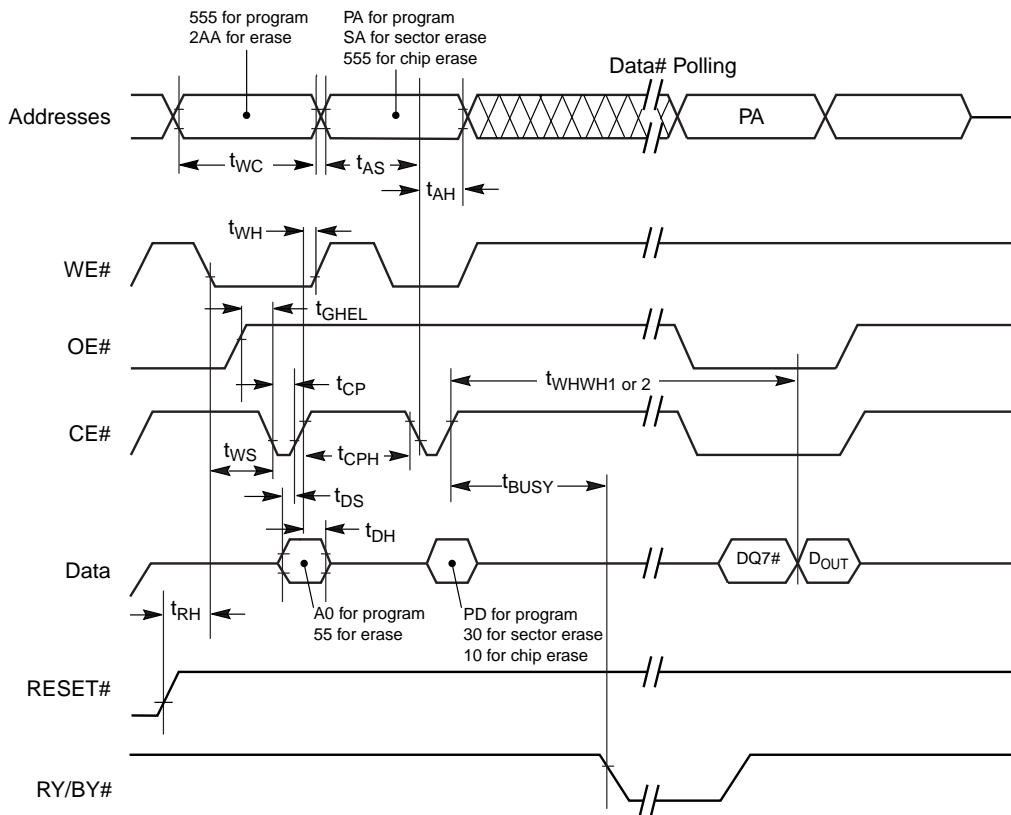 555 for program
2AA for erase
PA for program
SA for sector erase
555 for chip erase
Data# Polling
Addresses
PA
tWC
tAS
tAH
tWH
WE#
tGHEL
OE#
tCP
tWHWH1 or 2
CE#
tWS
tCPH
tBUSY
tDS
tDH
Data
DQ7#
DOUT
tRH
A0 for program
55 for erase
PD for program
30 for sector erase
10 for chip erase
RESET#
RY/BY#